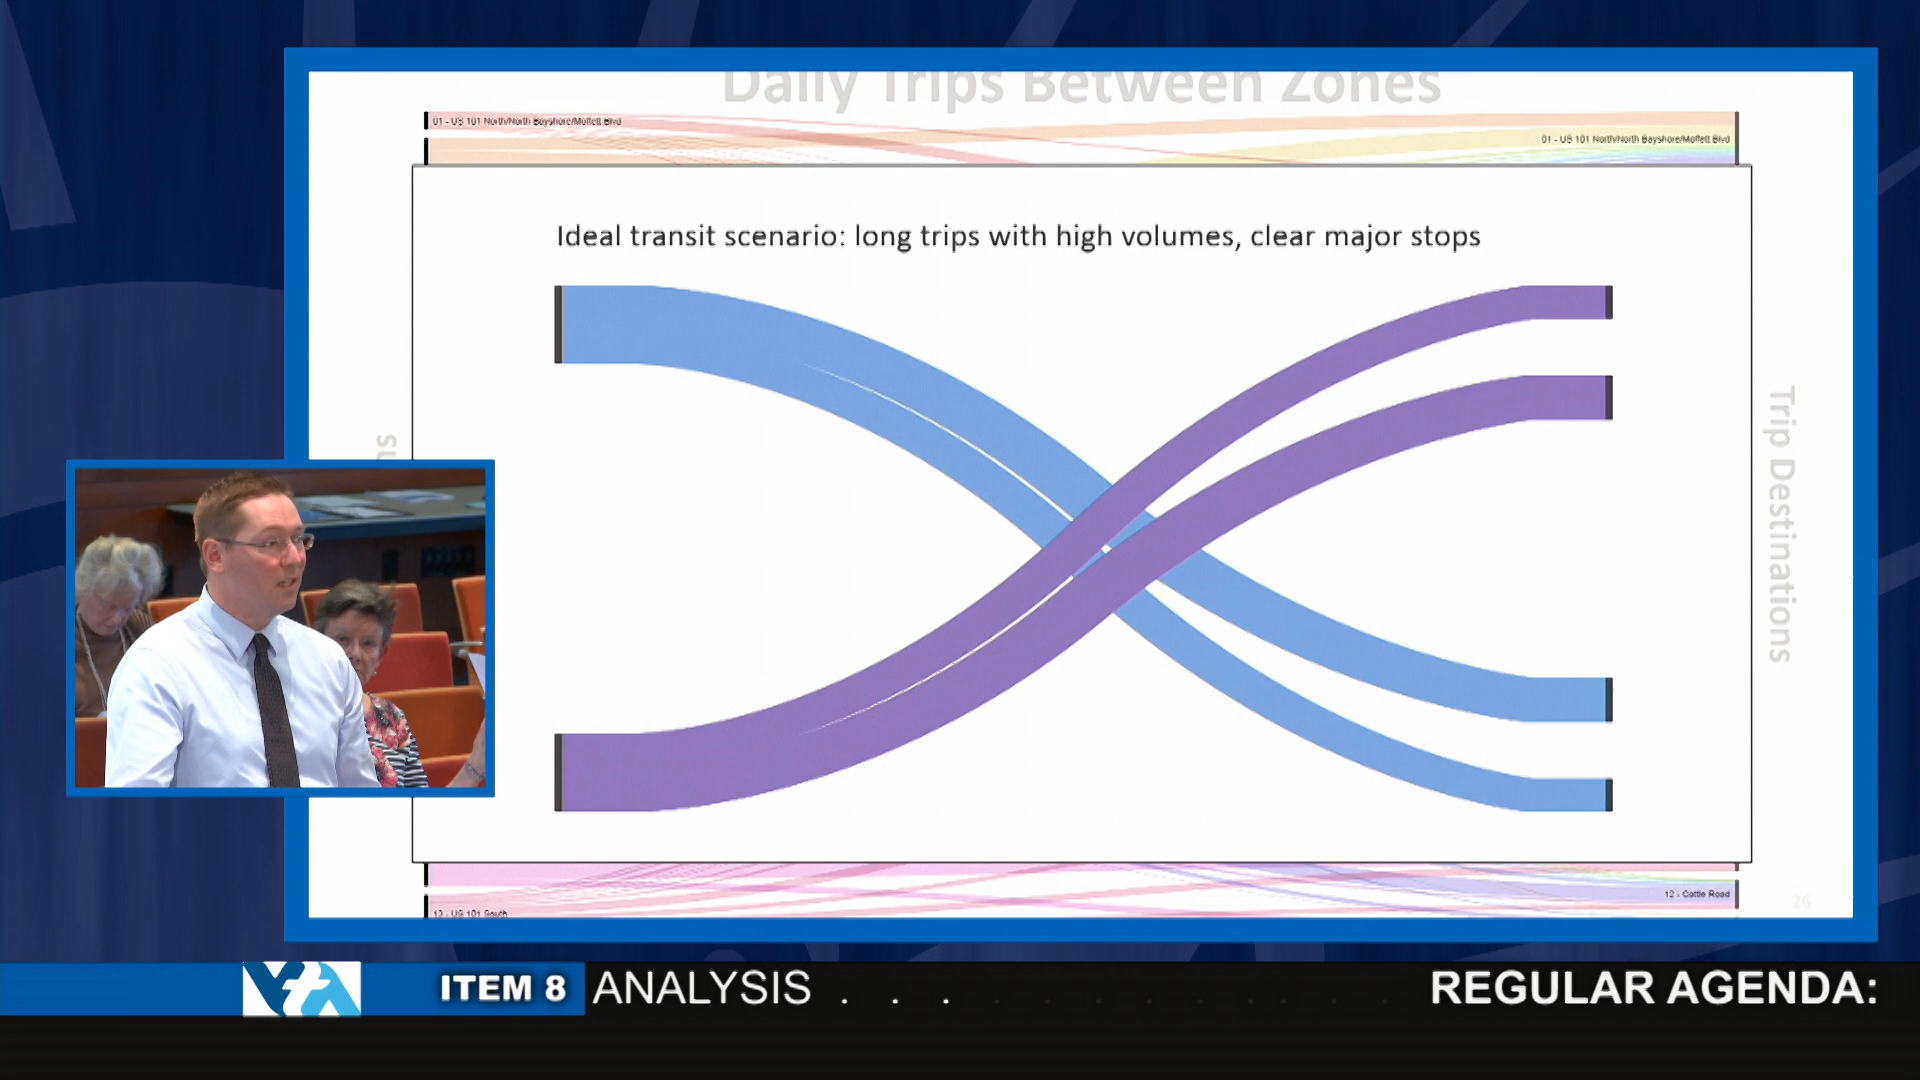 Daily Trips Between Zones
01 - US 101 North/North Bayshore/Moffett Blvd
01 - US 101 North/North Bayshore/Moffett Blvd
Ideal transit scenario: long trips with high volumes, clear major stops
Trip Destinations
12 - Cottle Road
13 - US 101 South
26
VTA
ITEM 8
ANALYSIS . . .
REGULAR AGENDA: